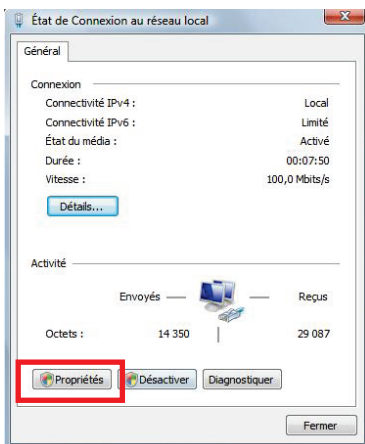 État de Connexion au réseau local
Général
Connexion
Connectivité IPv4 : Local
Connectivité IPv6 : Limité
État du média : Activé
Durée : 00:07:50
Vitesse : 100,0 Mbits/s
Détails...
Activité
Envoyés Reçus
Octets : 14 350 29 087
Propriétés Désactiver Diagnostiquer
Fermer